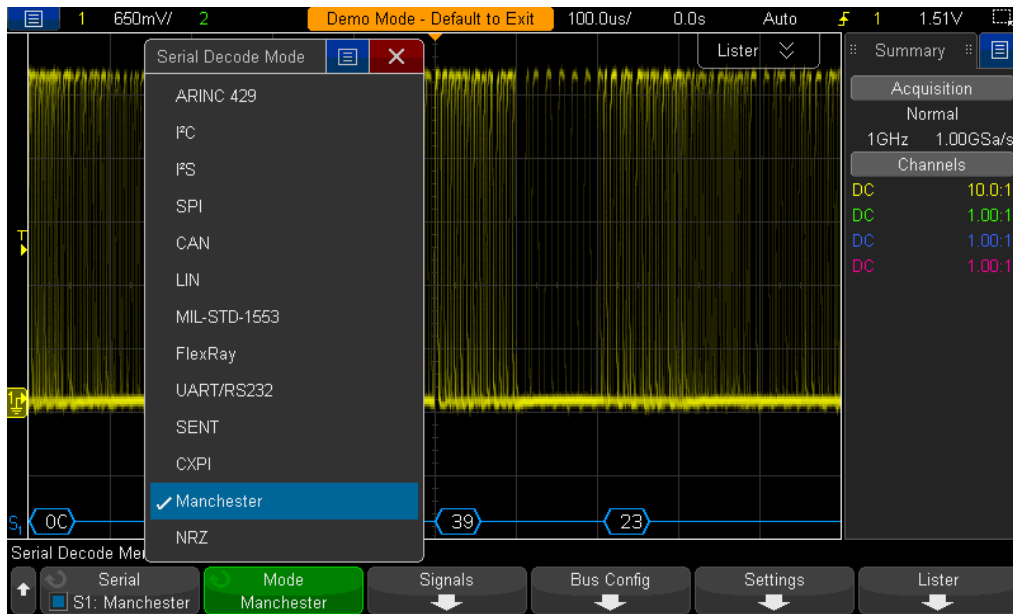 1 650mV/ 2 Demo Mode - Default to Exit 100.0us/ 0.0s Auto 1 1.51V
Serial Decode Mode
ARINC 429
I²C
I²S
SPI
CAN
LIN
MIL-STD-1553
FlexRay
UART/RS232
SENT
CXPI
Manchester
NRZ
Lister
Summary
Acquisition
Normal
1GHz 1.00GSa/s
Channels
DC 10.0:1
DC 1.00:1
DC 1.00:1
DC 1.00:1
T
1
S1 0C 39 23
Serial Decode Me
Serial
S1: Manchester
Mode
Manchester
Signals
Bus Config
Settings
Lister